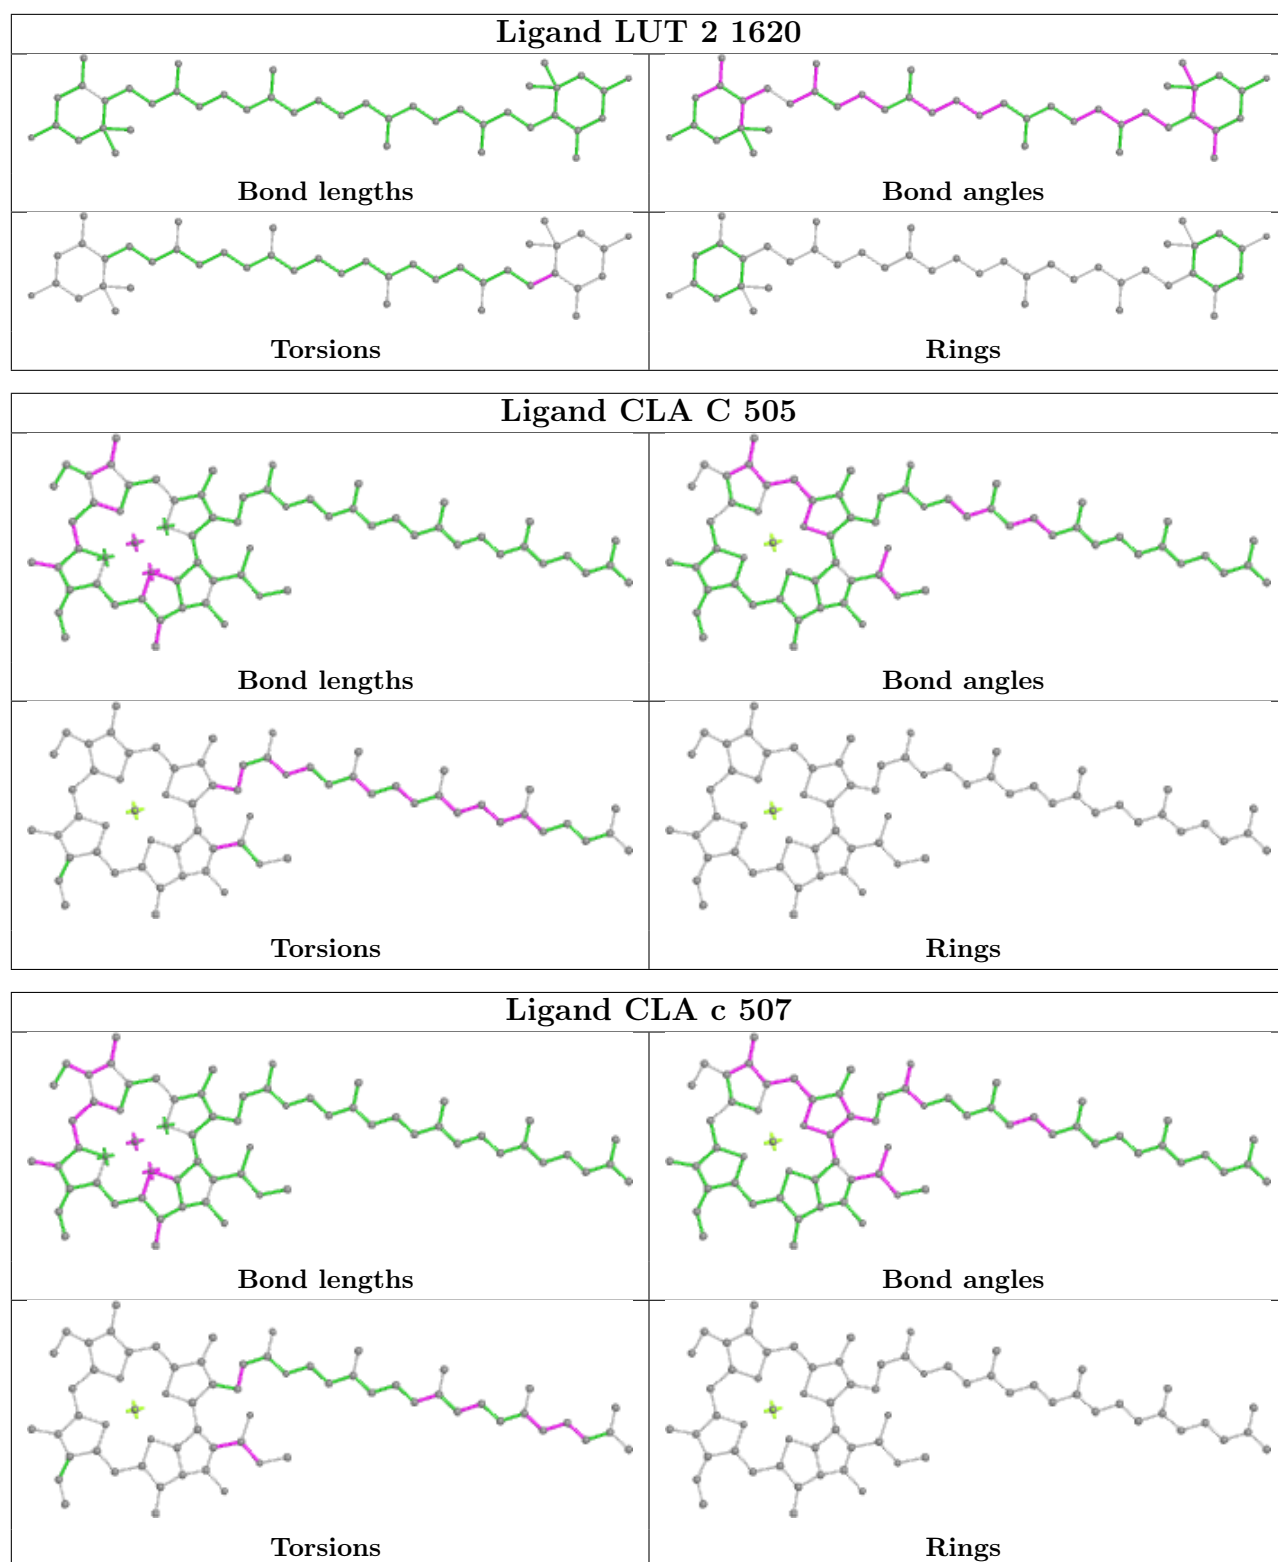 Ligand LUT 2 1620
Bond lengths
Bond angles
Torsions
Rings
Ligand CLA C 505
Bond lengths
Bond angles
Torsions
Rings
Ligand CLA c 507
Bond lengths
Bond angles
Torsions
Rings